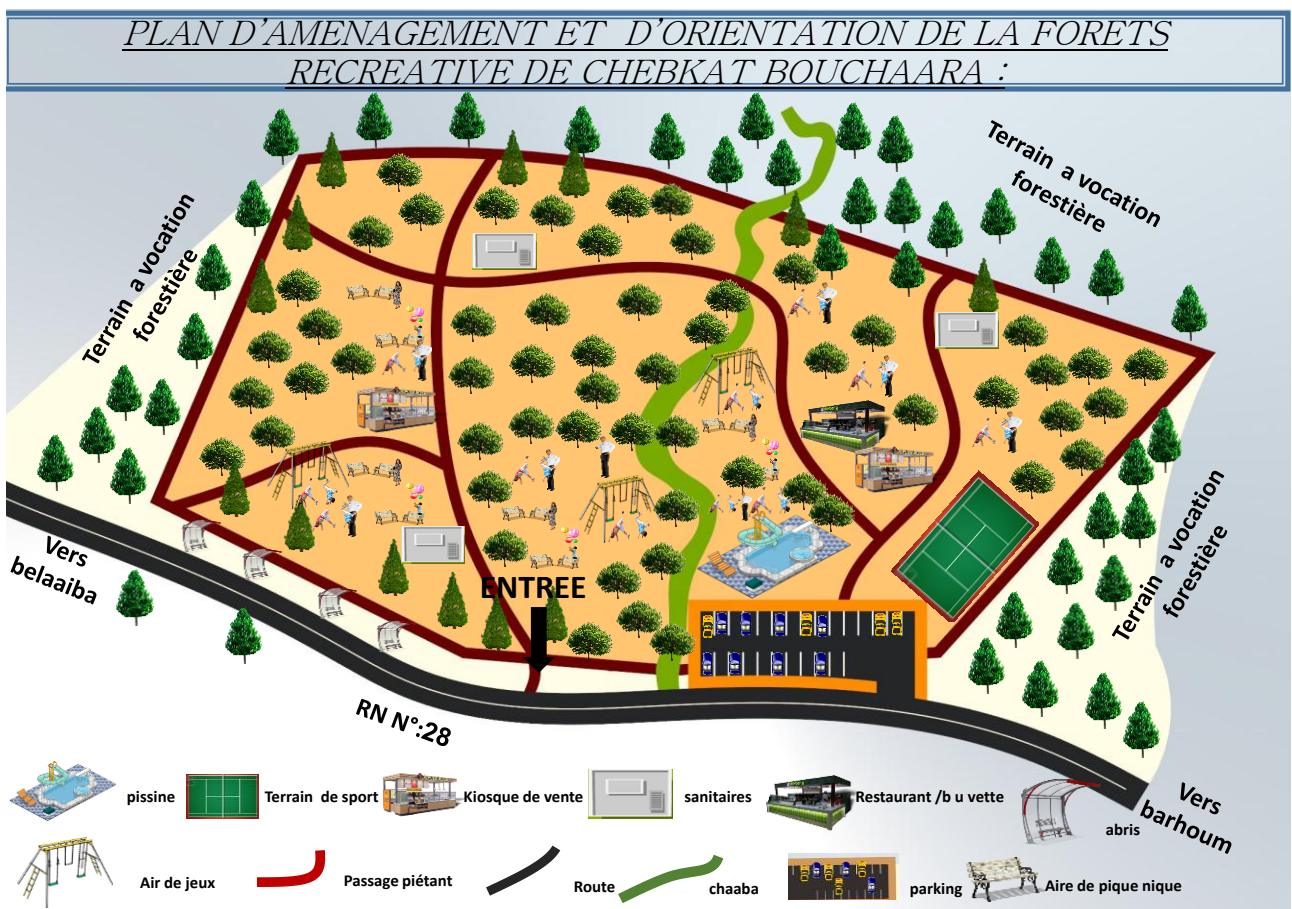 PLAN D'AMENAGEMENT ET D'ORIENTATION DE LA FORETS
RECREATIVE DE CHEBKAT BOUCHAARA :
Terrain a vocation
forestière
Terrain a vocation
forestière
Terrain a vocation
forestière
Vers
belaaiba
ENTREE
RN N°:28
Vers
barhoum
pissine
Terrain de sport
Kiosque de vente
sanitaires
Restaurant /b u vette
abris
Air de jeux
Passage piétant
Route
chaaba
parking
Aire de pique nique